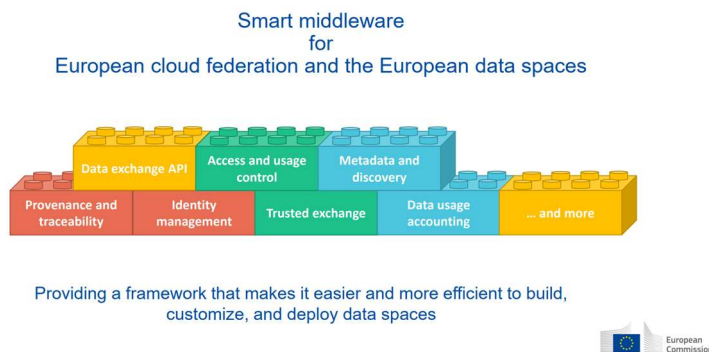 Smart middleware
for
European cloud federation and the European data spaces
Data exchange API
Access and usage
control
Metadata and
discovery
Provenance and
traceability
Identity
management
Trusted exchange
Data usage
accounting
... and more
Providing a framework that makes it easier and more efficient to build,
customize, and deploy data spaces
European
Commission